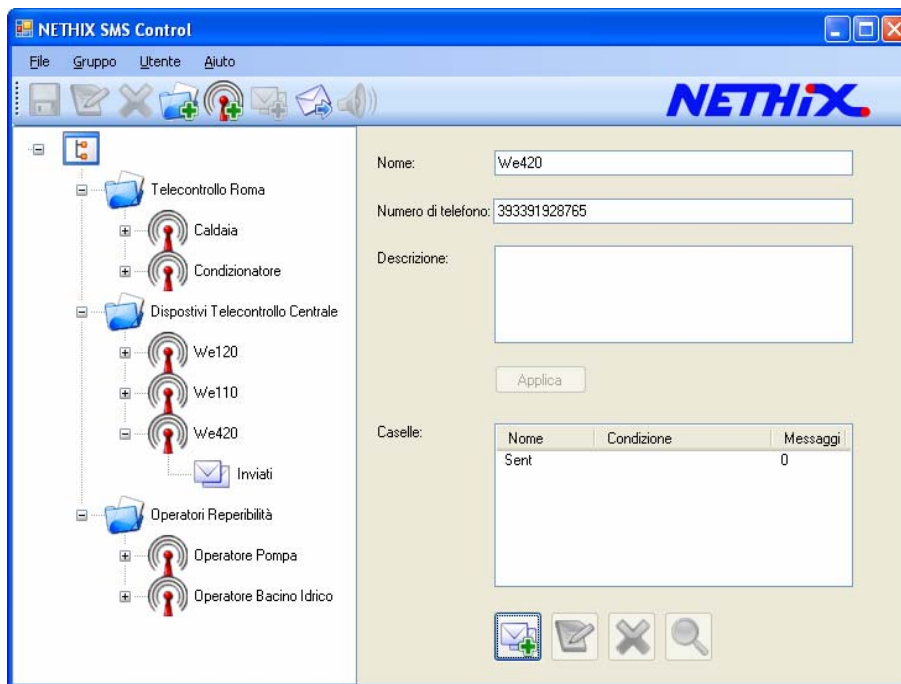 NETHIX SMS Control
File Gruppo Utente Aiuto
NETHiX
Telecontrollo Roma
Caldaia
Condizionatore
Dispostivi Telecontrollo Centrale
We120
We110
We420
Inviati
Operatori Reperibilità
Operatore Pompa
Operatore Bacino Idrico
Nome: We420
Numero di telefono: 393391928765
Descrizione:
Applica
Caselle:
Nome Condizione Messaggi
Sent 0